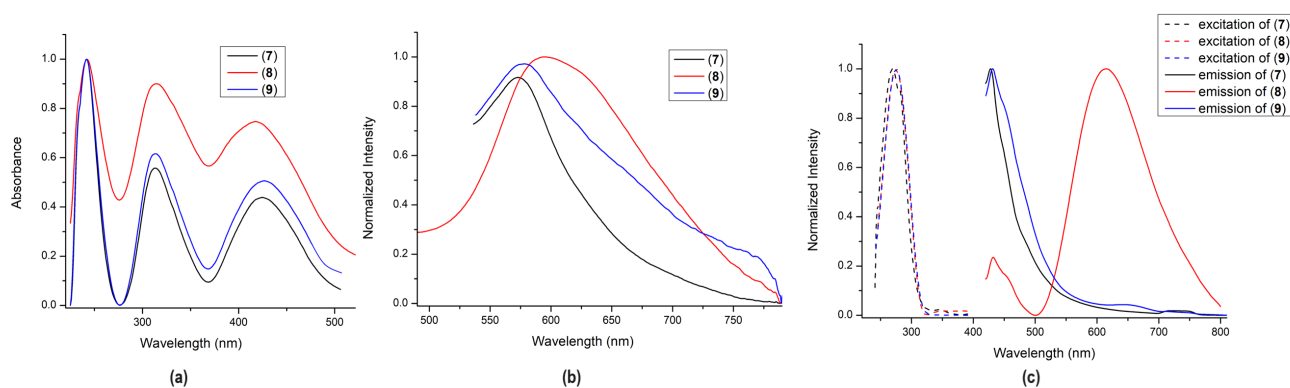 (7)
(8)
(9)
Absorbance
1.0
0.8
0.6
0.4
0.2
0.0
300
400
500
Wavelength (nm)
(a)
(7)
(8)
(9)
Normalized Intensity
1.0
0.8
0.6
0.4
0.2
0.0
500
550
600
650
700
750
Wavelength (nm)
(b)
excitation of (7)
excitation of (8)
excitation of (9)
emission of (7)
emission of (8)
emission of (9)
Normalized Intensity
1.0
0.8
0.6
0.4
0.2
0.0
300
400
500
600
700
800
Wavelength (nm)
(c)